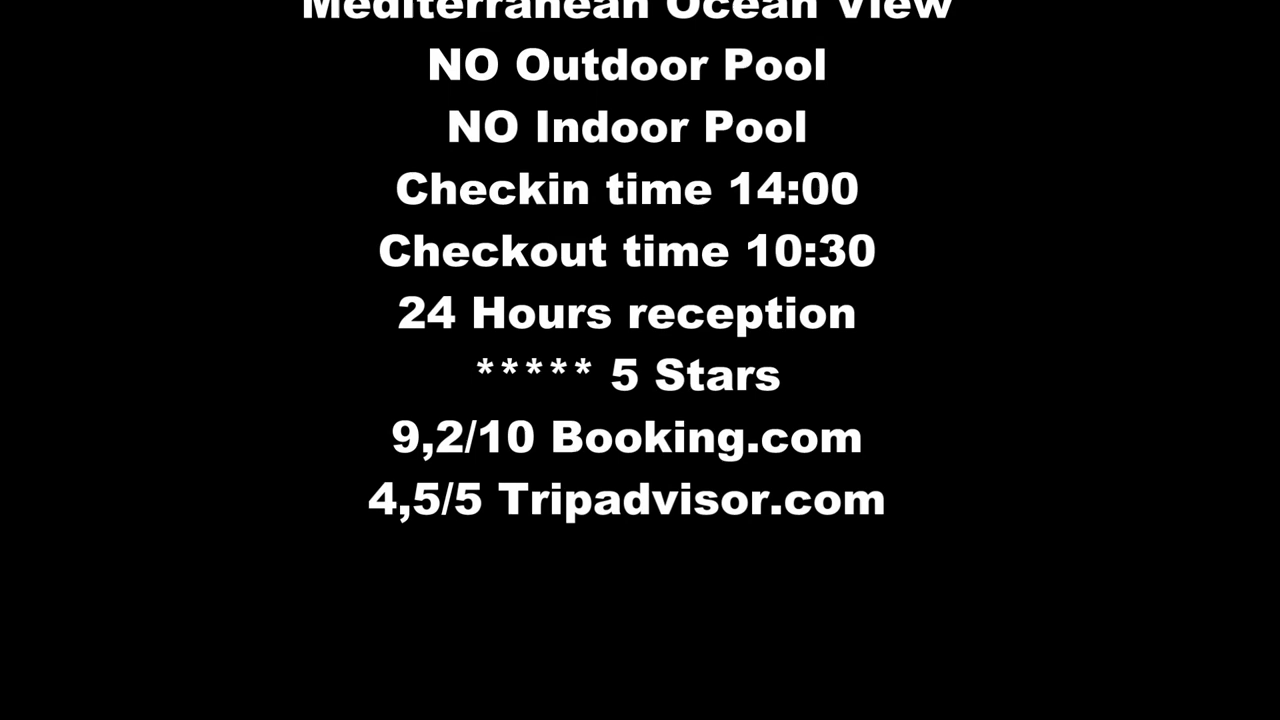 Mediterranean Ocean View
NO Outdoor Pool
NO Indoor Pool
Checkin time 14:00
Checkout time 10:30
24 Hours reception
***** 5 Stars
9,2/10 Booking.com
4,5/5 Tripadvisor.com